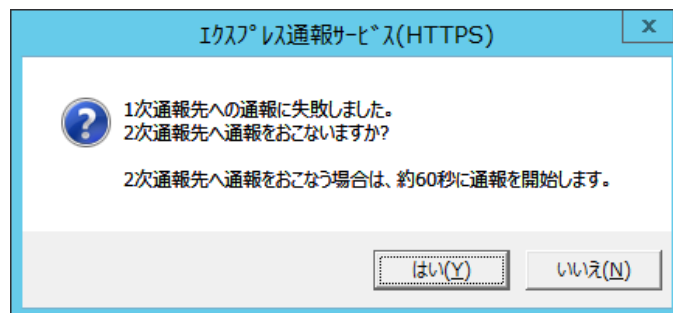 ｴｸｽﾌﾟﾚｽ通報ｻｰﾋﾞｽ(HTTPS)
x
1次通報先への通報に失敗しました。
2次通報先へ通報をおこないますか?
2次通報先へ通報をおこなう場合は、約60秒に通報を開始します。
はい(Y)
いいえ(N)